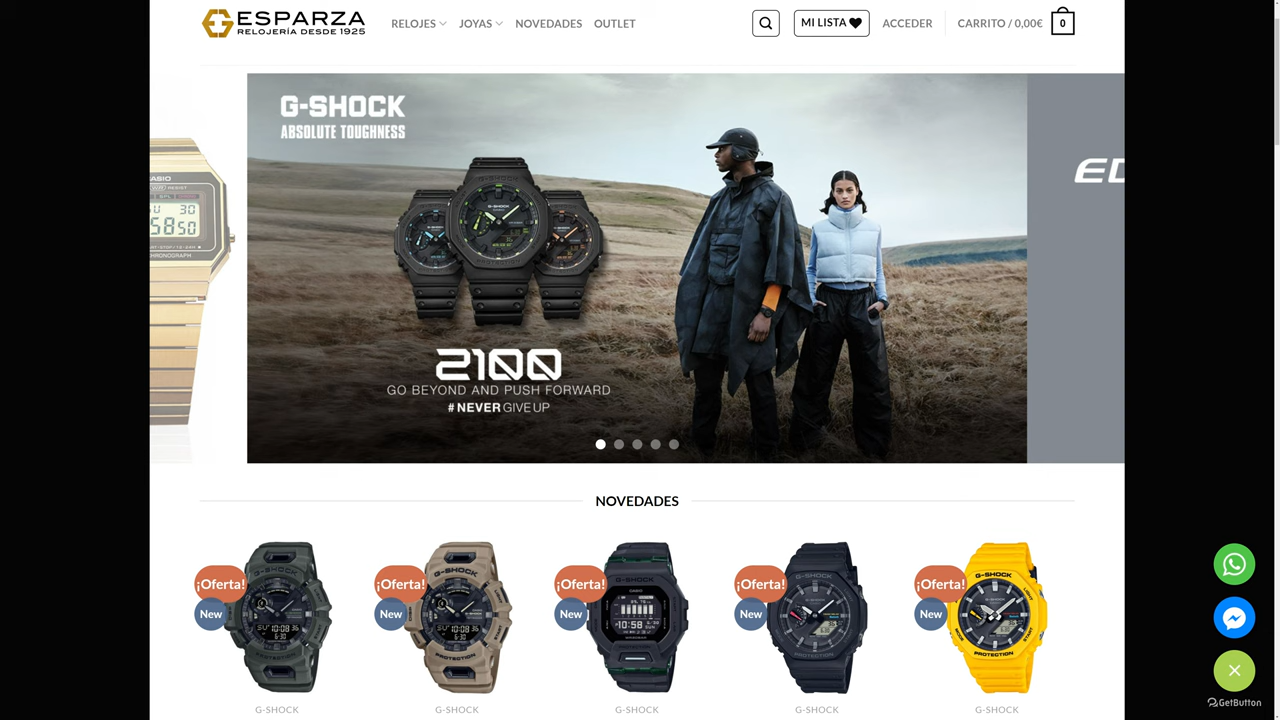 ESPARZA
RELOJERÍA DESDE 1925
RELOJES
JOYAS
NOVEDADES
OUTLET
MI LISTA
ACCEDER
CARRITO / 0,00€
0
G-SHOCK
ABSOLUTE TOUGHNESS
2100
GO BEYOND AND PUSH FORWARD
#NEVER GIVE UP
ED
NOVEDADES
¡Oferta!
New
¡Oferta!
New
¡Oferta!
New
¡Oferta!
New
¡Oferta!
New
G-SHOCK
G-SHOCK
G-SHOCK
G-SHOCK
G-SHOCK
GetButton